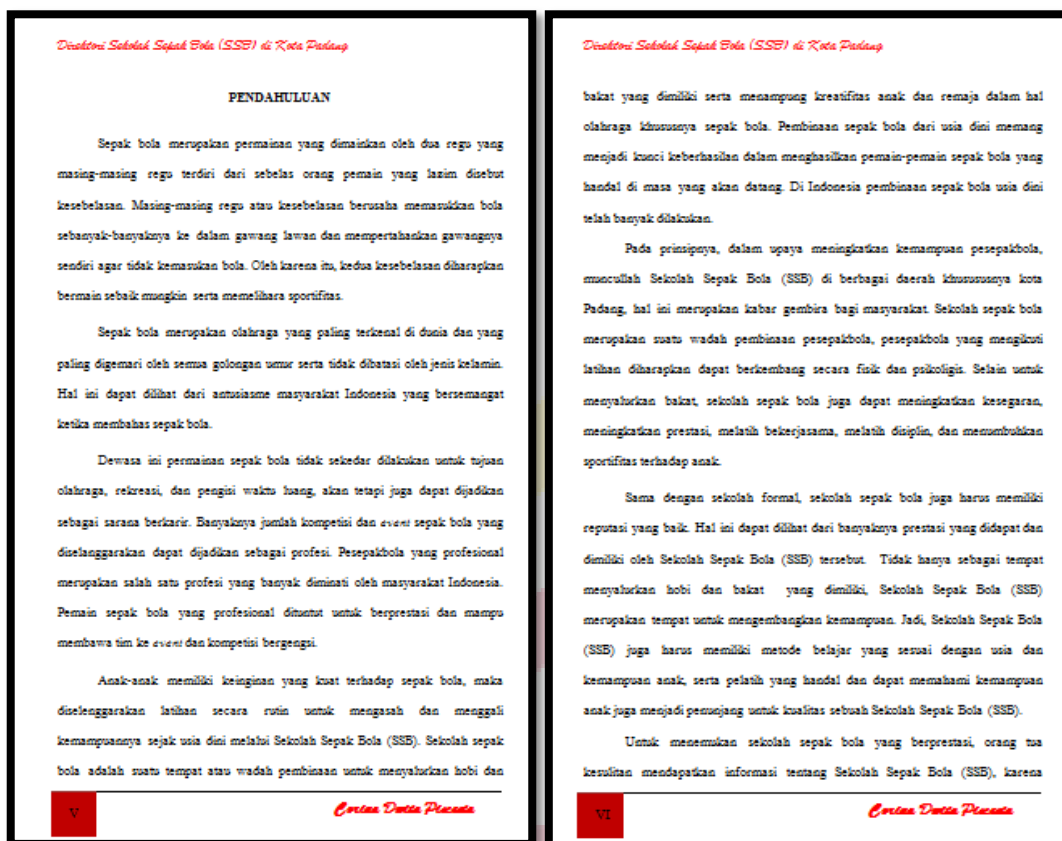 Direktori Sekolah Sepak Bola (SSB) di Kota Padang
PENDAHULUAN
Sepak bola merupakan permainan yang dimainkan oleh dua regu yang
masing-masing regu terdiri dari sebelas orang pemain yang lazim disebut
kesebelasan. Masing-masing regu atau kesebelasan berusaha memasukkan bola
sebanyak-banyaknya ke dalam gawang lawan dan mempertahankan gawangnya
sendiri agar tidak kemasukan bola. Oleh karena itu, kedua kesebelasan diharapkan
bermain sebaik mungkin serta memelihara sportifitas.
Sepak bola merupakan olahraga yang paling terkenal di dunia dan yang
paling digemari oleh semua golongan umur serta tidak dibatasi oleh jenis kelamin.
Hal ini dapat dilihat dari antusiasme masyarakat Indonesia yang bersemangat
ketika membahas sepak bola.
Dewasa ini permainan sepak bola tidak sekedar dilakukan untuk tujuan
olahraga, rekreasi, dan pengisi waktu luang, akan tetapi juga dapat dijadikan
sebagai sarana berkarir. Banyaknya jumlah kompetisi dan event sepak bola yang
diselanggarakan dapat dijadikan sebagai profesi. Pesepakbola yang profesional
merupakan salah satu profesi yang banyak diminati oleh masyarakat Indonesia.
Pemain sepak bola yang profesional dituntut untuk berprestasi dan mampu
membawa tim ke event dan kompetisi bergengsi.
Anak-anak memiliki keinginan yang kuat terhadap sepak bola, maka
diselenggarakan latihan secara rutin untuk mengasah dan menggali
kemampuannya sejak usia dini melalui Sekolah Sepak Bola (SSB). Sekolah sepak
bola adalah suatu tempat atau wadah pembinaan untuk menyalurkan hobi dan
V
Corina Dwita Piscania
Direktori Sekolah Sepak Bola (SSB) di Kota Padang
bakat yang dimiliki serta menampung kreatifitas anak dan remaja dalam hal
olahraga khususnya sepak bola. Pembinaan sepak bola dari usia dini memang
menjadi kunci keberhasilan dalam menghasilkan pemain-pemain sepak bola yang
handal di masa yang akan datang. Di Indonesia pembinaan sepak bola usia dini
telah banyak dilakukan.
Pada prinsipnya, dalam upaya meningkatkan kemampuan pesepakbola,
muncullah Sekolah Sepak Bola (SSB) di berbagai daerah khusususnya kota
Padang, hal ini merupakan kabar gembira bagi masyarakat. Sekolah sepak bola
merupakan suatu wadah pembinaan pesepakbola, pesepakbola yang mengikuti
latihan diharapkan dapat berkembang secara fisik dan psikoligis. Selain untuk
menyalurkan bakat, sekolah sepak bola juga dapat meningkatkan kesegaran,
meningkatkan prestasi, melatih bekerjasama, melatih disiplin, dan menumbuhkan
sportifitas terhadap anak.
Sama dengan sekolah formal, sekolah sepak bola juga harus memiliki
reputasi yang baik. Hal ini dapat dilihat dari banyaknya prestasi yang didapat dan
dimiliki oleh Sekolah Sepak Bola (SSB) tersebut. Tidak hanya sebagai tempat
menyalurkan hobi dan bakat yang dimiliki, Sekolah Sepak Bola (SSB)
merupakan tempat untuk mengembangkan kemampuan. Jadi, Sekolah Sepak Bola
(SSB) juga harus memiliki metode belajar yang sesuai dengan usia dan
kemampuan anak, serta pelatih yang handal dan dapat memahami kemampuan
anak juga menjadi penunjang untuk kualitas sebuah Sekolah Sepak Bola (SSB).
Untuk menemukan sekolah sepak bola yang berprestasi, orang tua
kesulitan mendapatkan informasi tentang Sekolah Sepak Bola (SSB), karena
VI
Corina Dwita